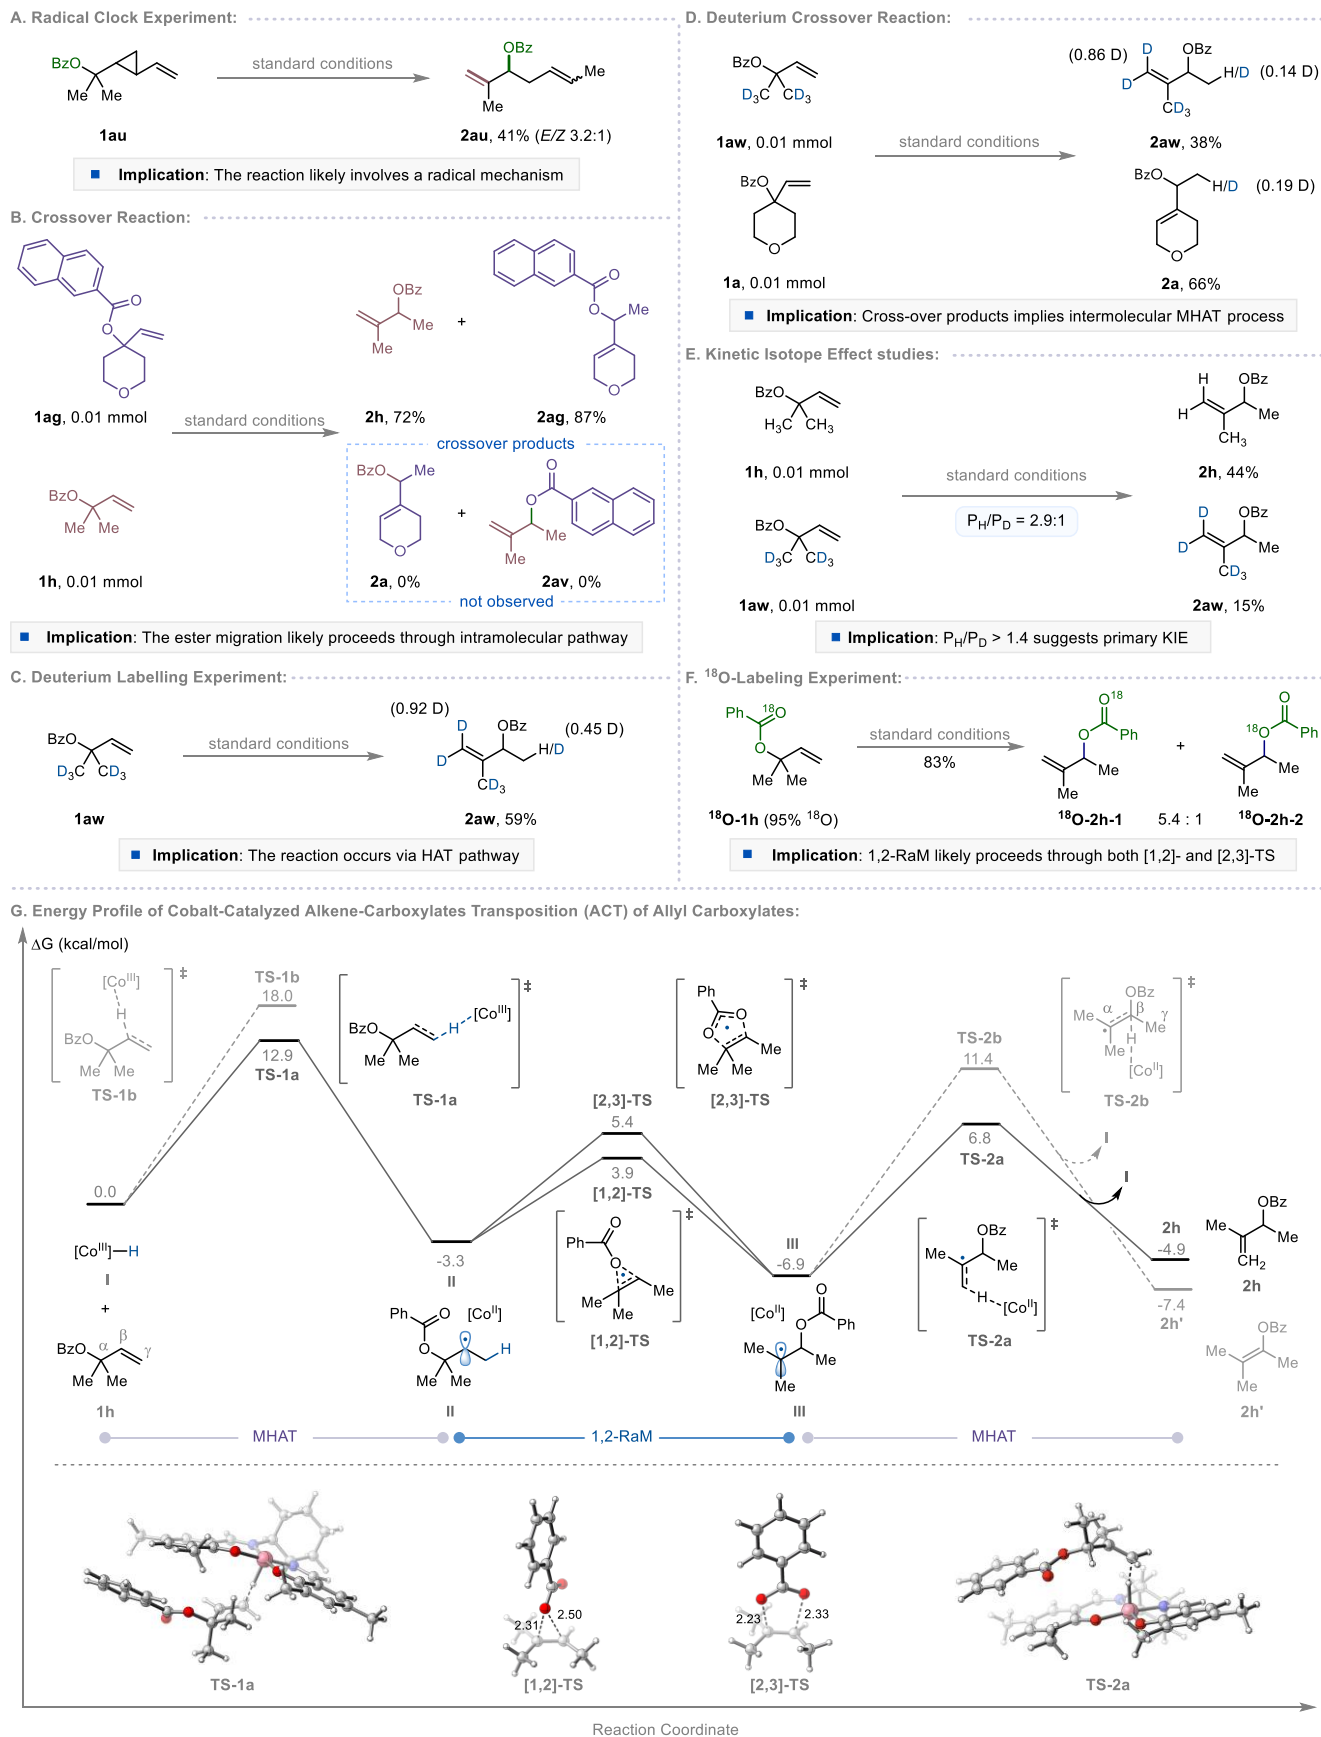 A. Radical Clock Experiment:
BzO
Me Me
1au
standard conditions
OBz
Me
Me
2au, 41% (E/Z 3.2:1)
Implication: The reaction likely involves a radical mechanism
B. Crossover Reaction:
O
O
O
1ag, 0.01 mmol
BzO
Me Me
1h, 0.01 mmol
standard conditions
OBz
Me
Me
2h, 72%
+
O
O
Me
O
2ag, 87%
crossover products
BzO
Me
O
2a, 0%
+
O
O
Me
Me
2av, 0%
not observed
Implication: The ester migration likely proceeds through intramolecular pathway
C. Deuterium Labelling Experiment:
BzO
D3C CD3
1aw
standard conditions
(0.92 D)
D
D
OBz
H/D
(0.45 D)
CD3
2aw, 59%
Implication: The reaction occurs via HAT pathway
D. Deuterium Crossover Reaction:
BzO
D3C CD3
1aw, 0.01 mmol
BzO
O
1a, 0.01 mmol
standard conditions
(0.86 D)
D
D
OBz
H/D
(0.14 D)
CD3
2aw, 38%
BzO
H/D
(0.19 D)
O
2a, 66%
Implication: Cross-over products implies intermolecular MHAT process
E. Kinetic Isotope Effect studies:
BzO
H3C CH3
1h, 0.01 mmol
BzO
D3C CD3
1aw, 0.01 mmol
standard conditions
PH/PD = 2.9:1
H
H
OBz
Me
CH3
2h, 44%
D
D
OBz
Me
CD3
2aw, 15%
Implication: PH/PD > 1.4 suggests primary KIE
F. 18O-Labeling Experiment:
Ph
18O
O
Me Me
18O-1h (95% 18O)
standard conditions
83%
O18
O
Ph
Me
Me
18O-2h-1
+
5.4 : 1
O
18O
Ph
Me
Me
18O-2h-2
Implication: 1,2-RaM likely proceeds through both [1,2]- and [2,3]-TS
G. Energy Profile of Cobalt-Catalyzed Alkene-Carboxylates Transposition (ACT) of Allyl Carboxylates:
ΔG (kcal/mol)
[CoIII]
H
BzO
Me Me
‡
TS-1b
TS-1b
18.0
12.9
TS-1a
BzO
H
[CoIII]
Me Me
‡
TS-1a
[2,3]-TS
5.4
3.9
[1,2]-TS
Ph
O
O
Me
Me Me
‡
[2,3]-TS
TS-2b
11.4
6.8
TS-2a
OBz
α
β
γ
Me
Me
Me
H
[CoII]
‡
TS-2b
I
I
0.0
[CoIII]—H
I
+
BzO
α
β
γ
Me Me
1h
-3.3
II
Ph
O
[CoII]
O
H
Me Me
II
Ph
O
O
Me
Me
Me
‡
[1,2]-TS
III
-6.9
[CoII]
O
O
Ph
Me
Me
Me
III
OBz
Me
Me
H
[CoII]
‡
TS-2a
2h
-4.9
-7.4
2h'
OBz
Me
Me
CH2
2h
OBz
Me
Me
Me
2h'
MHAT
1,2-RaM
MHAT
TS-1a
2.31
2.50
[1,2]-TS
2.23
2.33
[2,3]-TS
TS-2a
Reaction Coordinate